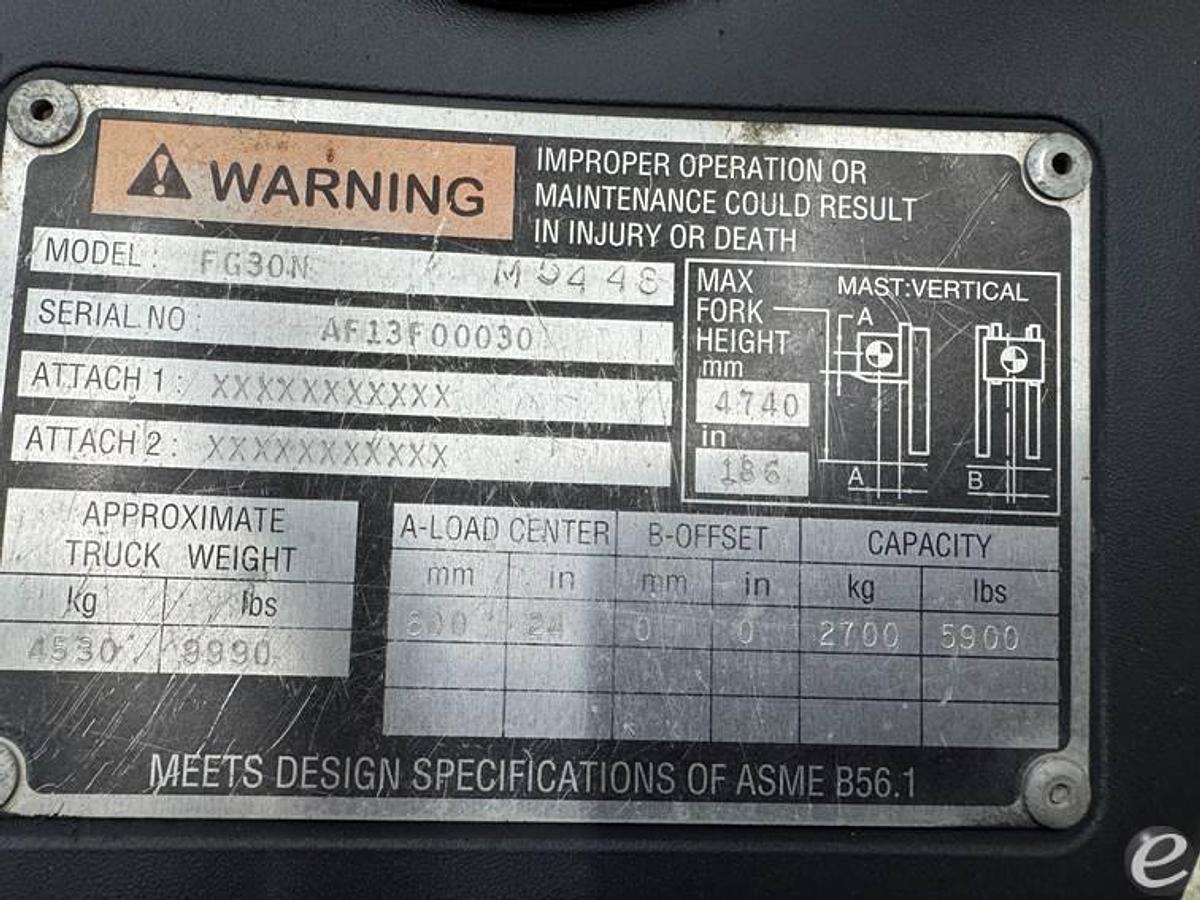 WARNING
IMPROPER OPERATION OR
MAINTENANCE COULD RESULT
IN INJURY OR DEATH
MODEL: FG30N
SERIAL NO: AF13F00030
ATTACH 1: XXXXXXXXXXX
ATTACH 2: XXXXXXXXXXX
MAX
FORK
HEIGHT
mm
4740
in
186
MAST:VERTICAL
A
A B
APPROXIMATE
TRUCK WEIGHT
kg lbs
4530 9990
A-LOAD CENTER B-OFFSET CAPACITY
mm in mm in kg lbs
600 24 0 0 2700 5900
MEETS DESIGN SPECIFICATIONS OF ASME B56.1
e